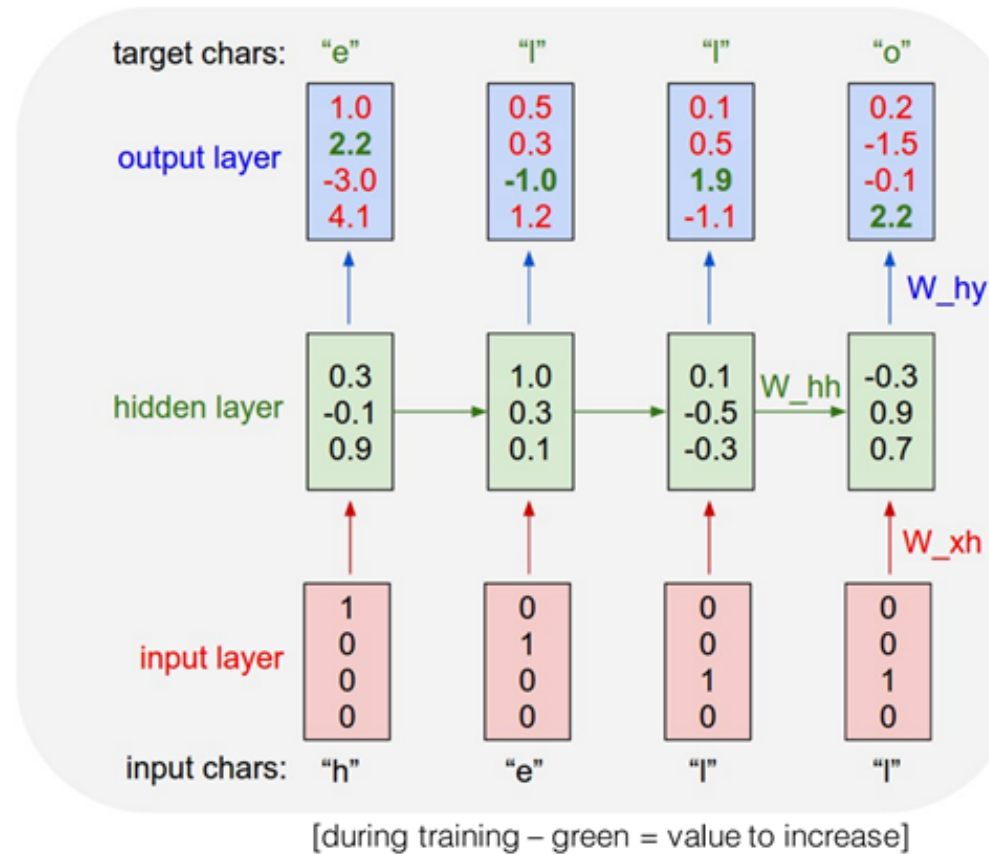 target chars: “e” “l” “l” “o”
1.0 0.5 0.1 0.2
2.2 0.3 0.5 -1.5
output layer
-3.0 -1.0 1.9 -0.1
4.1 1.2 -1.1 2.2
W_hy
0.3 1.0 0.1 -0.3
W_hh
hidden layer -0.1 0.3 -0.5 0.9
0.9 0.1 -0.3 0.7
W_xh
1 0 0 0
0 1 0 0
input layer
0 0 1 1
0 0 0 0
input chars: “h” “e” “l” “l”
[during training – green = value to increase]